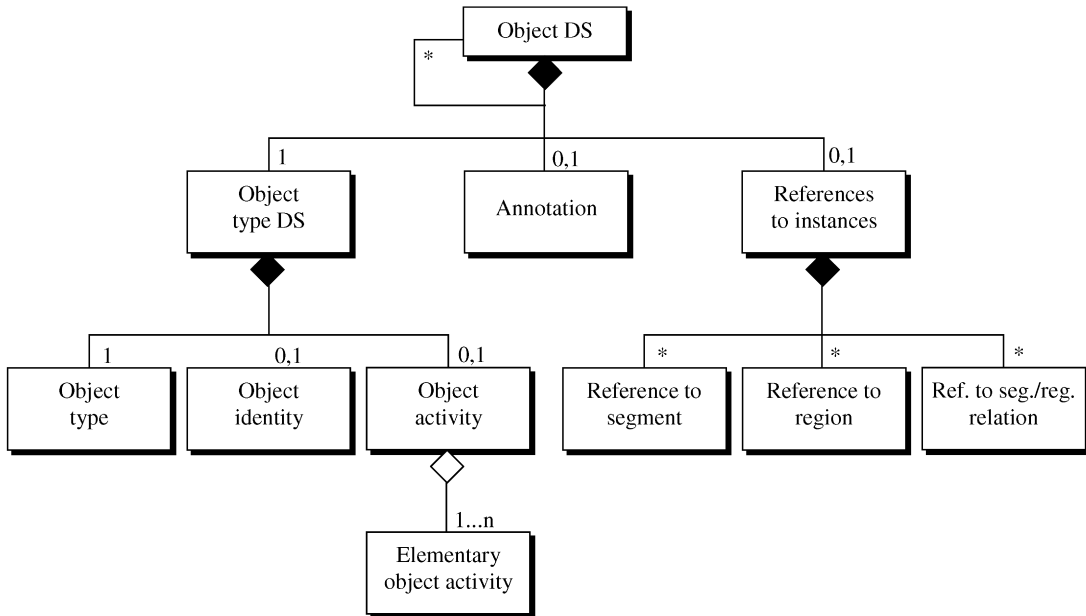 Object DS
*
1
0,1
0,1
Object
type DS
Annotation
References
to instances
1
0,1
0,1
*
*
*
Object
type
Object
identity
Object
activity
Reference to
segment
Reference to
region
Ref. to seg./reg.
relation
1...n
Elementary
object activity